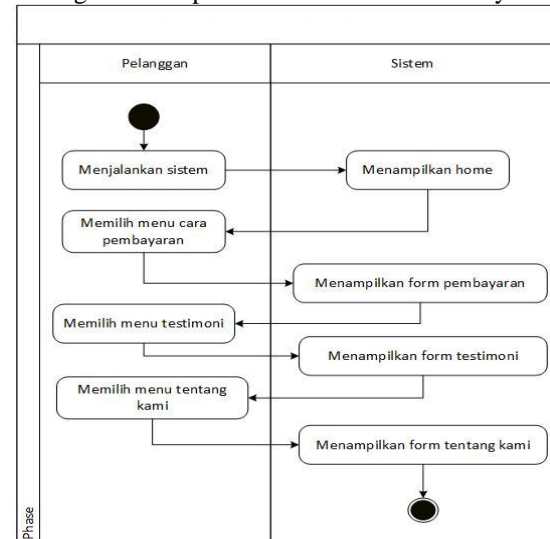 Pelanggan
Sistem
Menjalankan sistem
Menampilkan home
Memilih menu cara
pembayaran
Menampilkan form pembayaran
Memilih menu testimoni
Menampilkan form testimoni
Memilih menu tentang
kami
Menampilkan form tentang kami
Phase